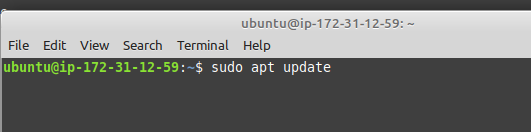 ubuntu@ip-172-31-12-59: ~
File Edit View Search Terminal Help
ubuntu@ip-172-31-12-59:~$ sudo apt update